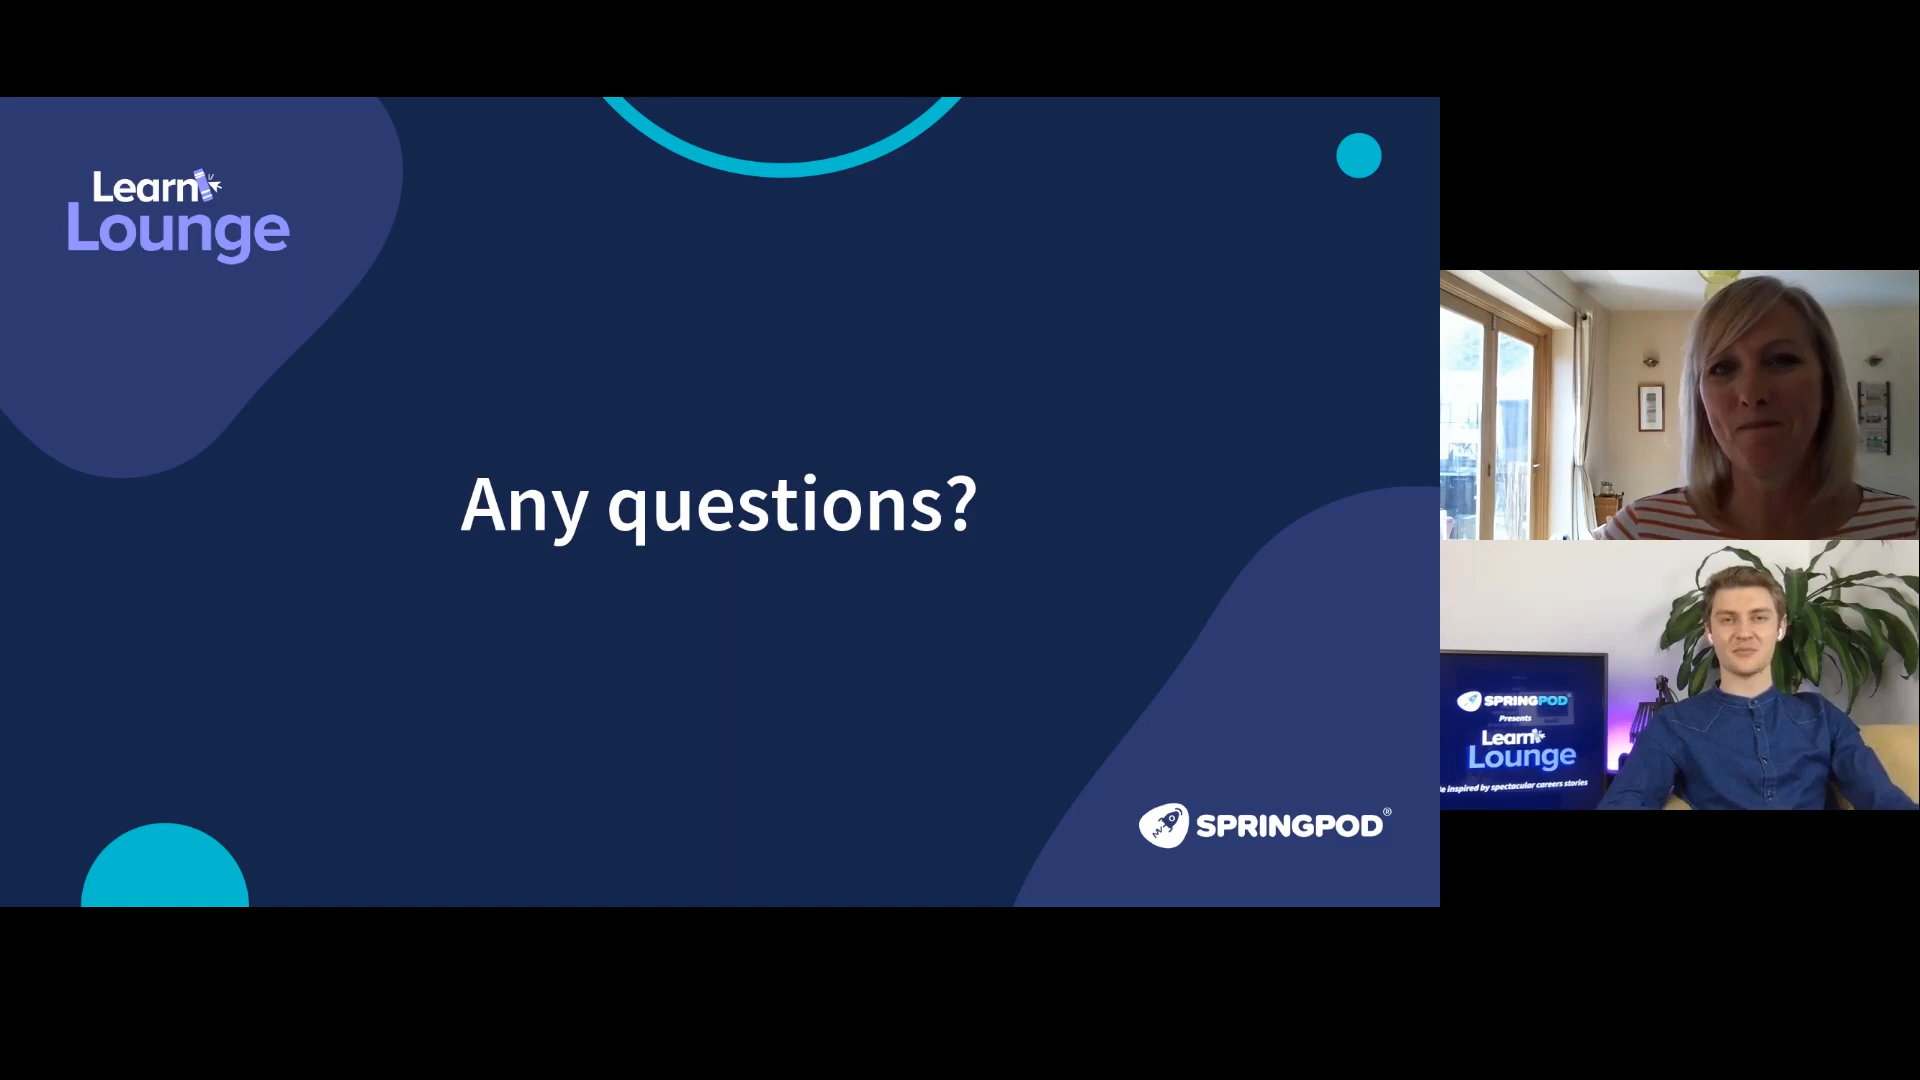 Learn
Lounge
Any questions?
SPRINGPOD®
SPRINGPOD
Presents
Learn
Lounge
e inspired by spectacular careers stories